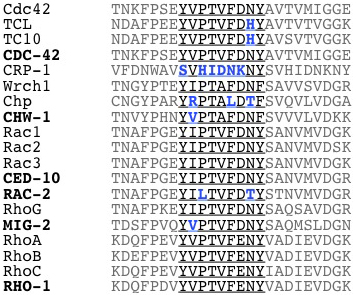 Cdc42 TNKFPSEYVPTVFDNYAVTVMIGGE
TCL NDAFPEEYVPTVFDHYAVTVTVGGK
TC10 NDAFPEEYVPTVFDHYAVSVTVGGK
CDC-42 TNKFPSEYVPTVFDNYAVTVMIGGE
CRP-1 VFDNWAVSVHIDNKNYSVHIDNKNY
Wrch1 TNGYPTEYIPTAFDNFSAVVSVDGR
Chp CNGYPARYRPTALDTFSVQVLVDGA
CHW-1 TNVYPHNYVPTAFDNFSVVVLVDKK
Rac1 TNAFPGEYIPTVFDNYSANVMVDGK
Rac2 TNAFPGEYIPTVFDNYSANVMVDSK
Rac3 TNAFPGEYIPTVFDNYSANVMVDGK
CED-10 TNAFPGEYIPTVFDNYSANVMVDGR
RAC-2 TNAFPGEYILTVFDTYSTNVMVDGR
RhoG TNAFPKEYIPTVFDNYSAQSAVDGR
MIG-2 TDSFPVQYVPTVFDNYSAQMSLDGN
RhoA KDQFPEVYVPTVFENYVADIEVDGK
RhoB KDEFPEVYVPTVFENYVADIEVDGK
RhoC KDQFPEVYVPTVFENYIADIEVDGK
RHO-1 KDQFPDVYVPTVFENYVADIEVDGK